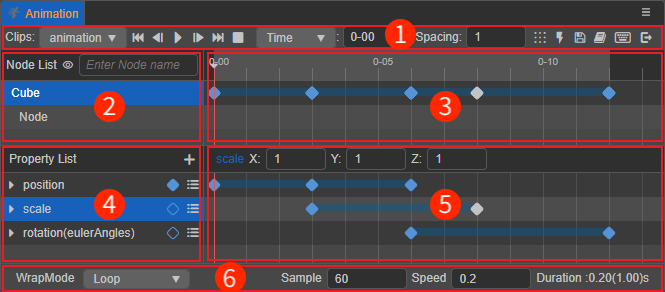 Animation
Clips: animation Time : 0-00 1 Spacing: 1
Node List Enter Node name 0-00 0-05 0-10
Cube
2 3
Node
Property List + scale X: 1 Y: 1 Z: 1
position
scale 4 5
rotation(eulerAngles)
WrapMode Loop 6 Sample 60 Speed 0.2 Duration :0.20(1.00)s